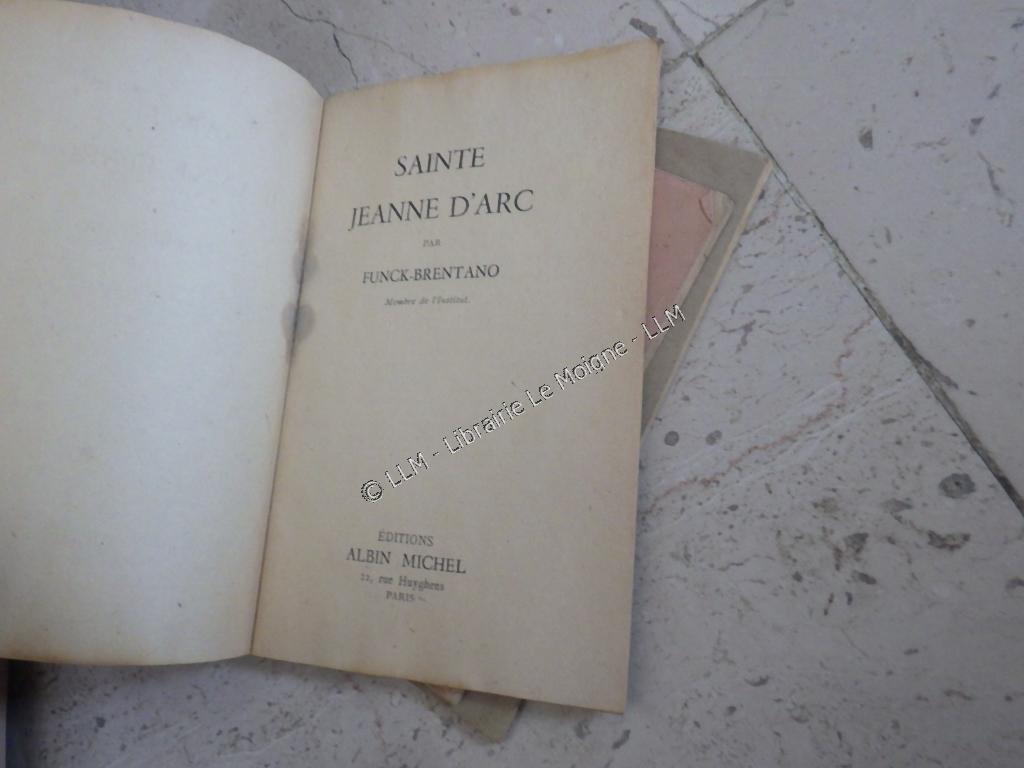 SAINTE
JEANNE D'ARC
PAR
FUNCK-BRENTANO
Membre de l'Institut.
© LLM - Librairie Le Moigne - LLM
ÉDITIONS
ALBIN MICHEL
22, rue Huyghens
PARIS